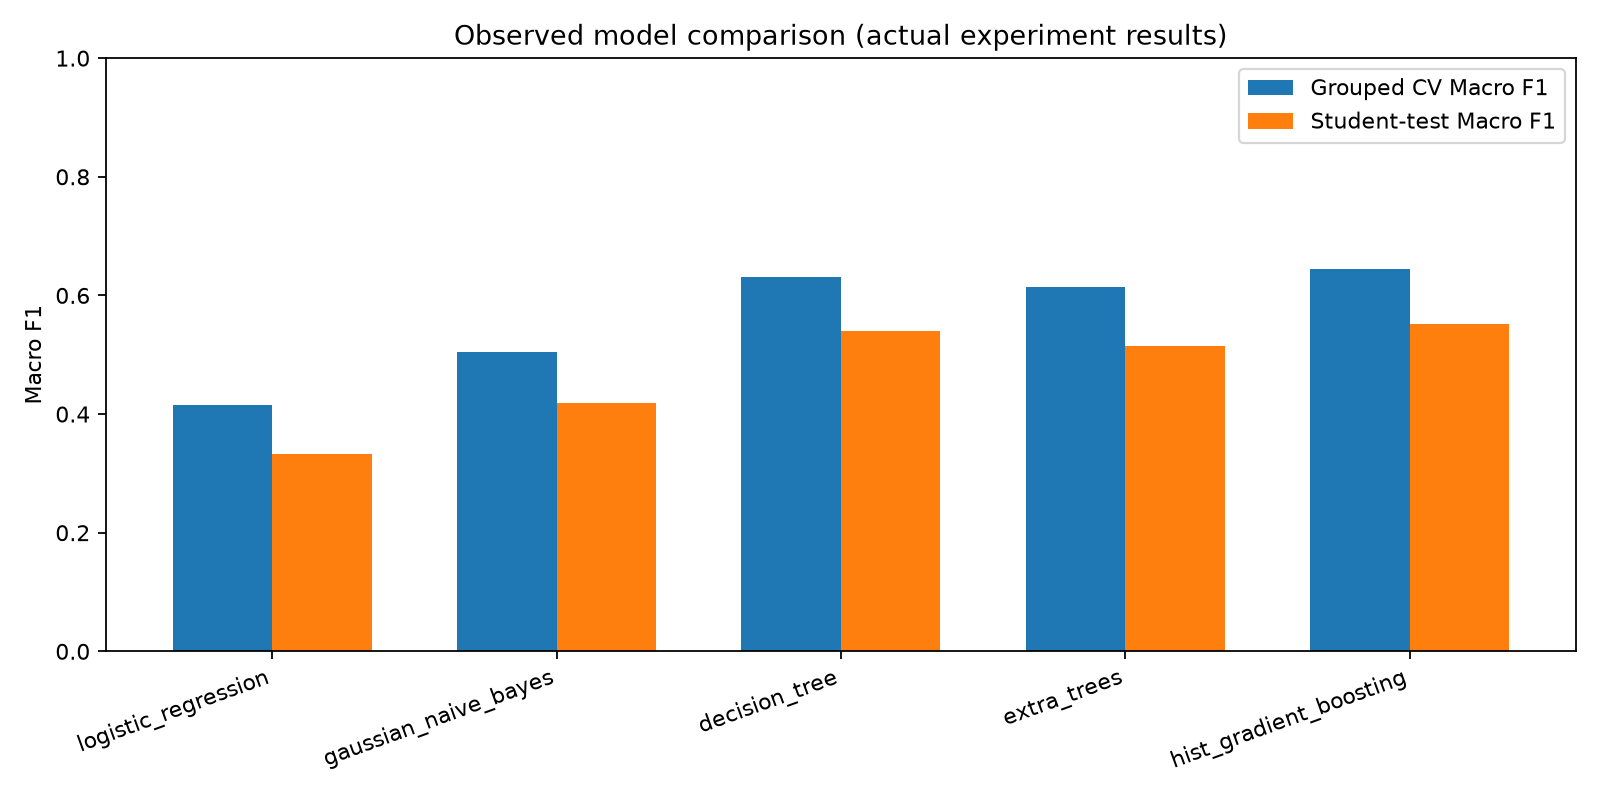 Observed model comparison (actual experiment results)
Grouped CV Macro F1
Student-test Macro F1
Macro F1
1.0
0.8
0.6
0.4
0.2
0.0
logistic_regression
gaussian_naive_bayes
decision_tree
extra_trees
hist_gradient_boosting